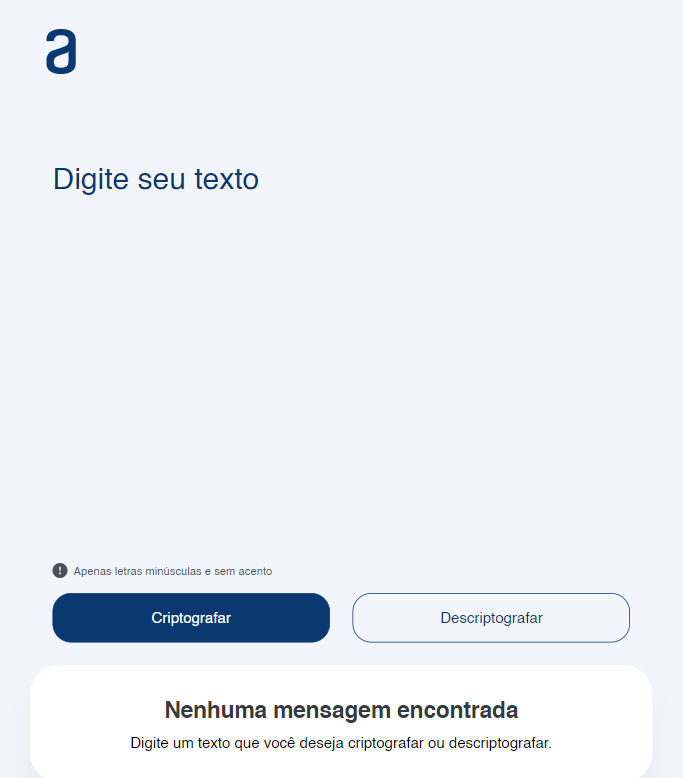 a
Digite seu texto
! Apenas letras minúsculas e sem acento
Criptografar
Descriptografar
Nenhuma mensagem encontrada
Digite um texto que você deseja criptografar ou descriptografar.